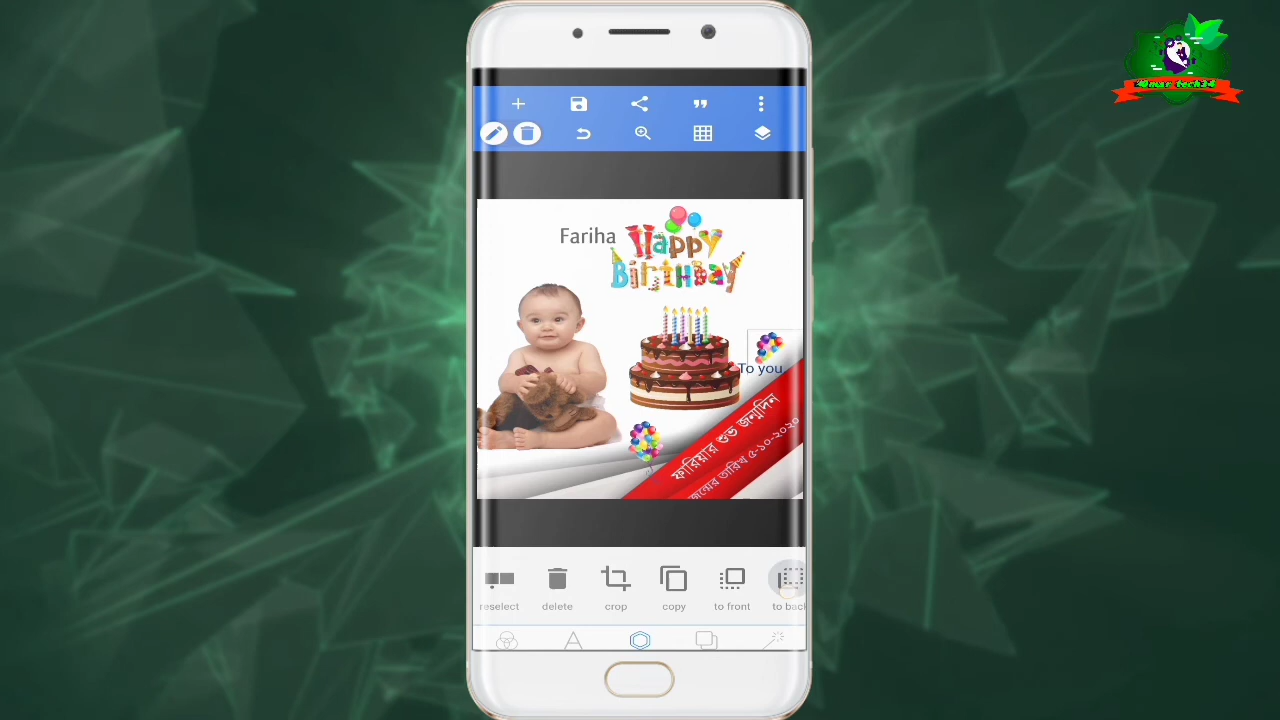 Fariha
Happy
Birthday
To you
ফারিয়ার শুভ জন্মদিন
জন্মের তারিখ ৫-১০-২০২০
reselect
delete
crop
copy
to front
to back